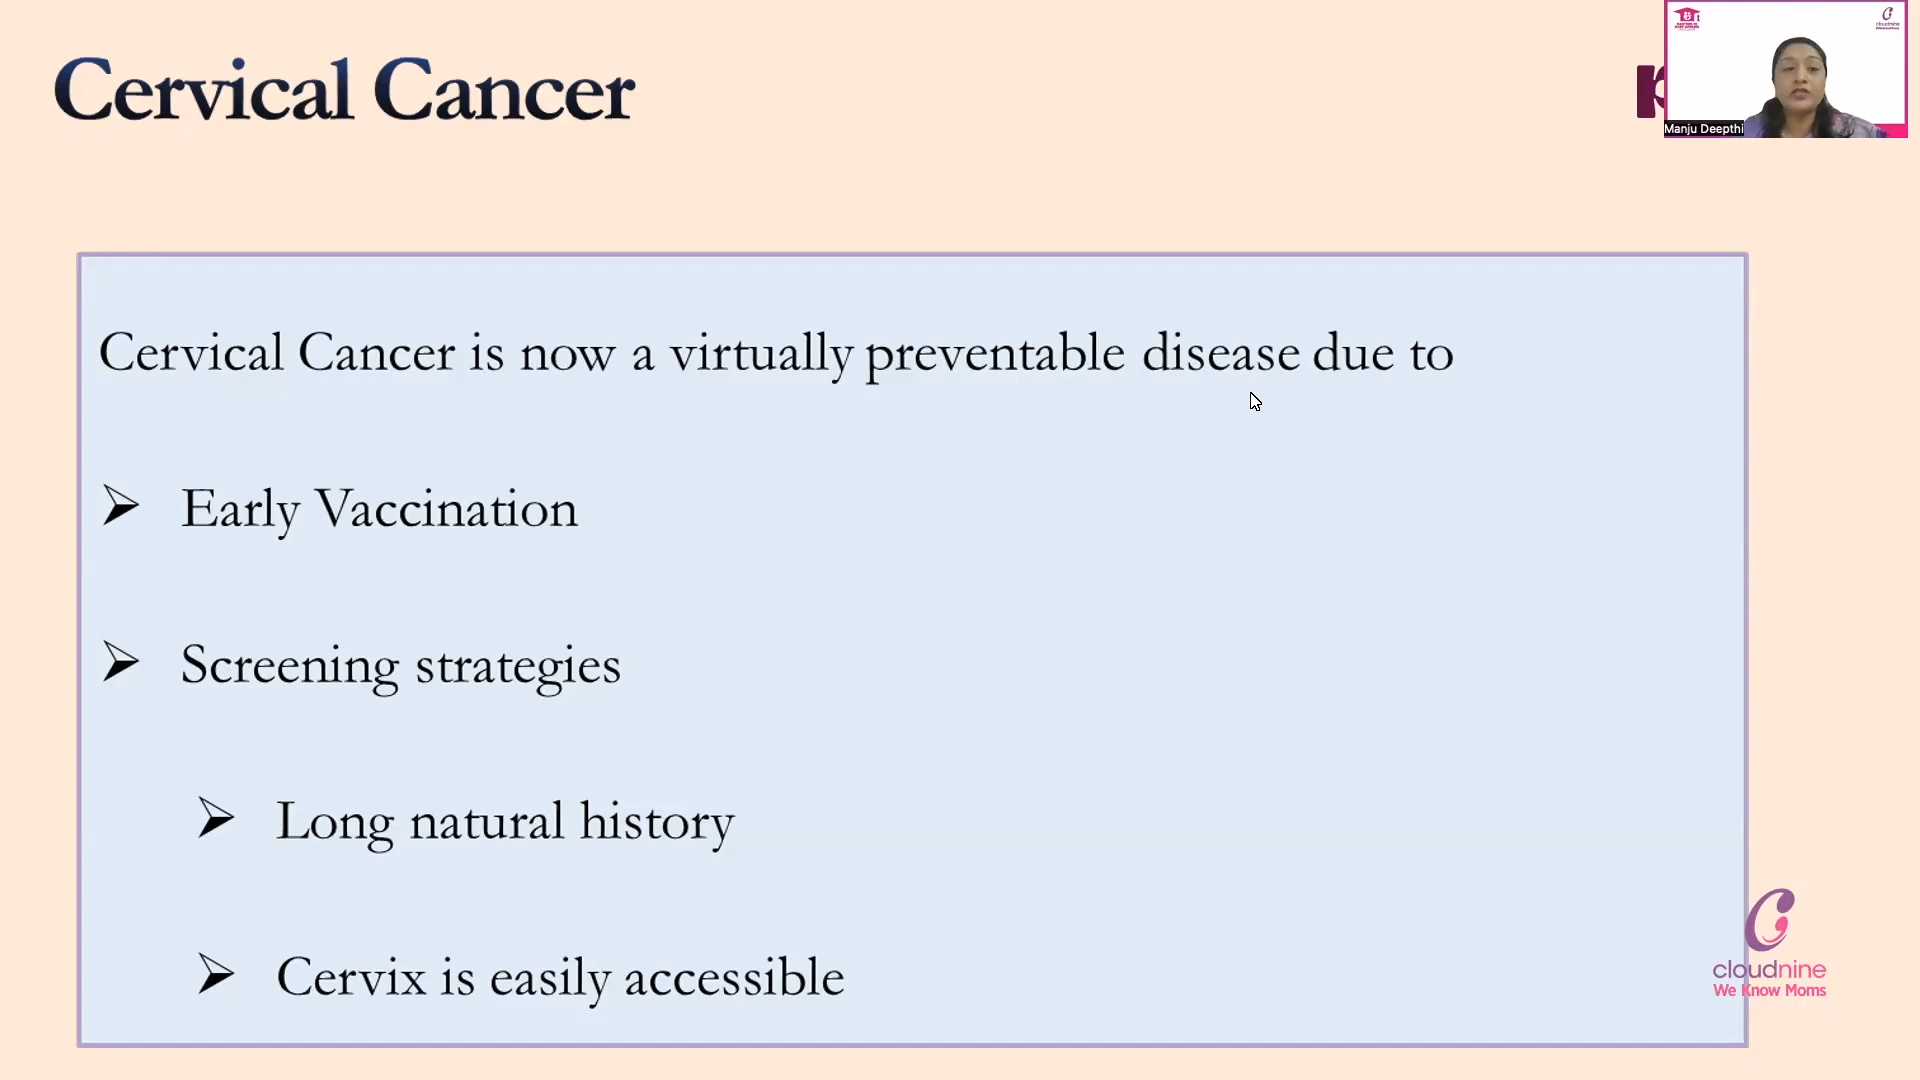 Cervical Cancer
Manju Deepthi
Cervical Cancer is now a virtually preventable disease due to
Early Vaccination
Screening strategies
Long natural history
Cervix is easily accessible
cloudnine
We Know Moms